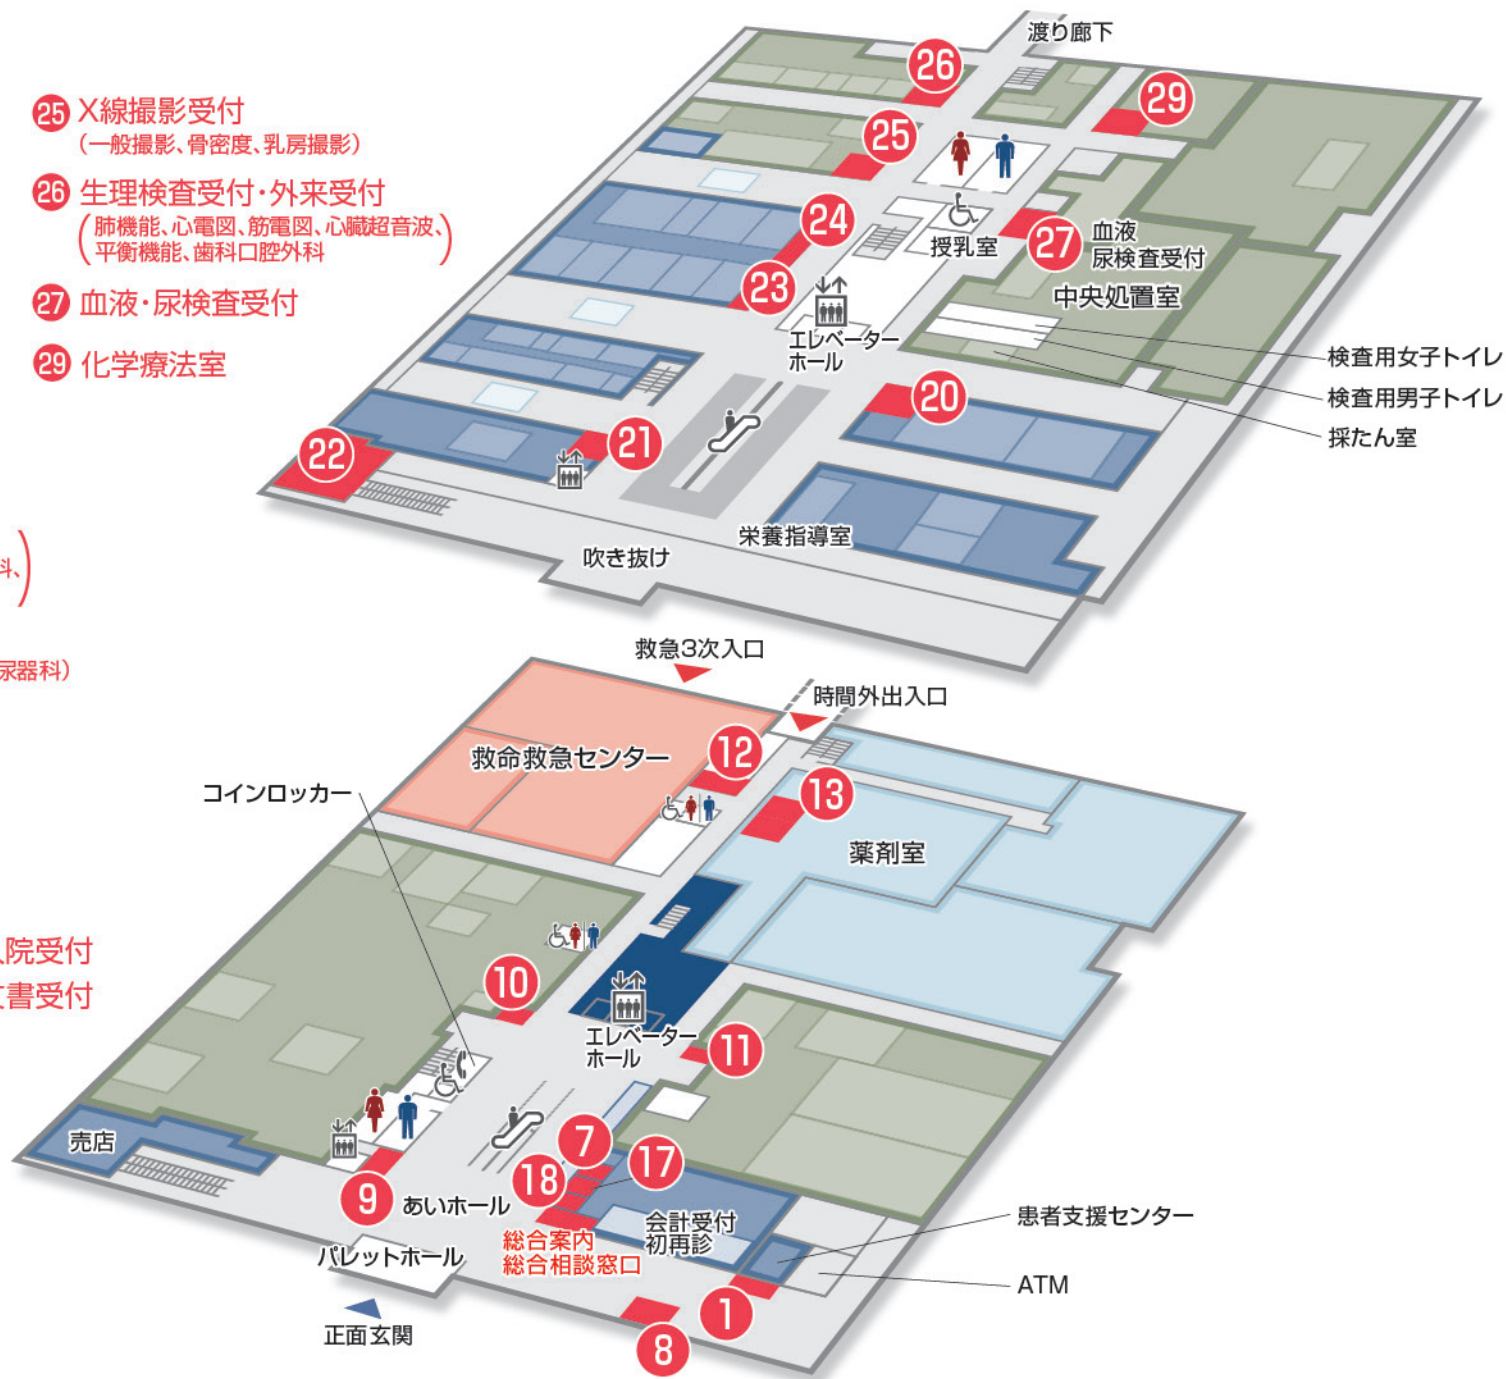 渡り廊下
26
29
25 X線撮影受付
(一般撮影、骨密度、乳房撮影)
25
26 生理検査受付・外来受付
(肺機能、心電図、筋電図、心臓超音波、
平衡機能、歯科口腔外科)
24
授乳室
27
血液
尿検査受付
27 血液・尿検査受付
23
中央処置室
エレベーター
ホール
29 化学療法室
検査用女子トイレ
検査用男子トイレ
採たん室
20
21
22
栄養指導室
吹き抜け
科、)
尿器科)
救急3次入口
時間外出入口
救命救急センター
12
コインロッカー
13
薬剤室
院受付
書受付
10
エレベーター
ホール
11
売店
7
17
18
9
あいホール
会計受付
初再診
総合案内
総合相談窓口
患者支援センター
パレットホール
ATM
1
正面玄関
8